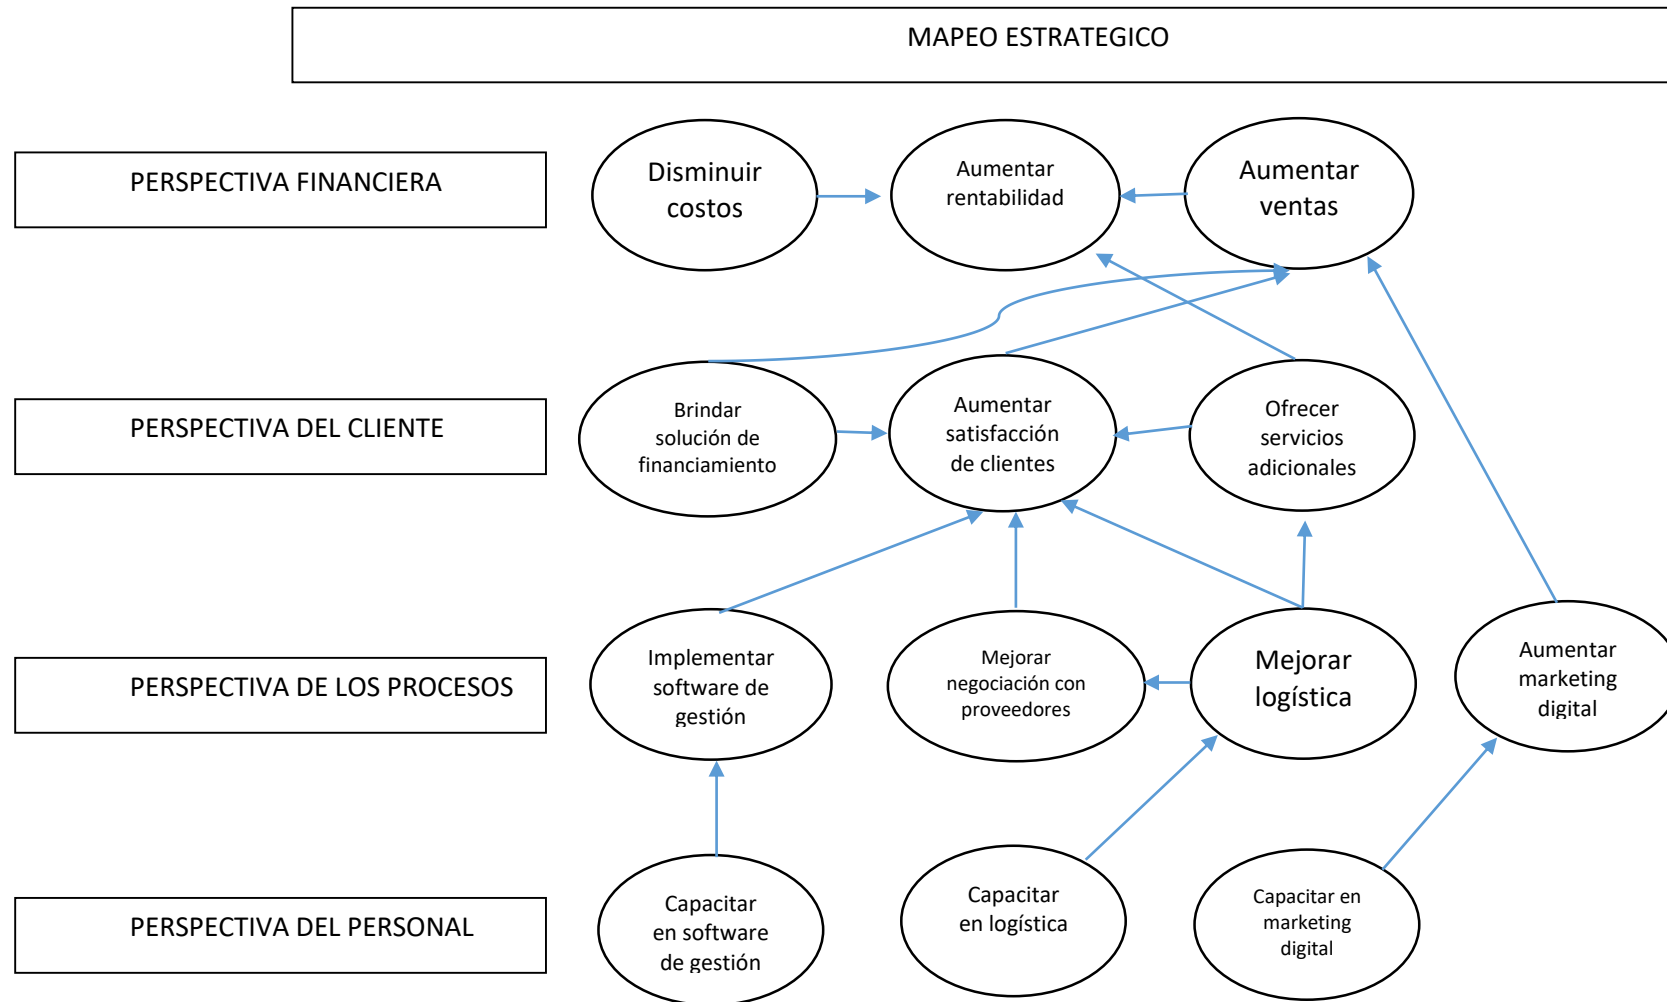 MAPEO ESTRATEGICO
PERSPECTIVA FINANCIERA
Disminuir
costos
Aumentar
rentabilidad
Aumentar
ventas
PERSPECTIVA DEL CLIENTE
Brindar
solución de
financiamiento
Aumentar
satisfacción
de clientes
Ofrecer
servicios
adicionales
PERSPECTIVA DE LOS PROCESOS
Implementar
software de
gestión
Mejorar
negociación con
proveedores
Mejorar
logística
Aumentar
marketing
digital
PERSPECTIVA DEL PERSONAL
Capacitar
en software
de gestión
Capacitar
en logística
Capacitar en
marketing
digital